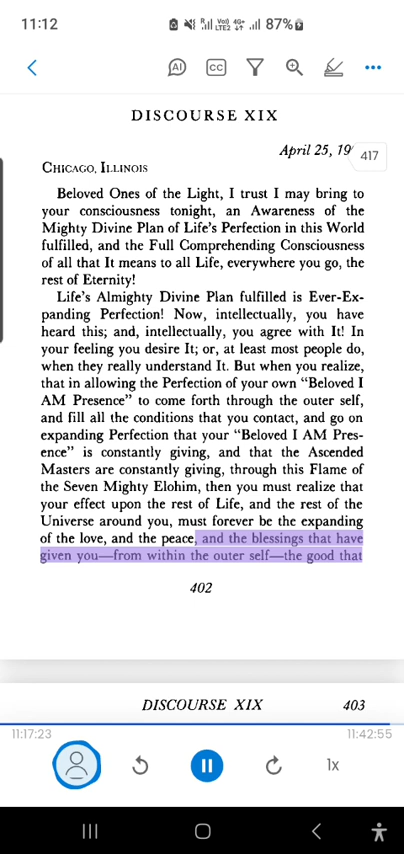 11:12
87%
AI
CC
DISCOURSE XIX
April 25, 19
417
CHICAGO, ILLINOIS
Beloved Ones of the Light, I trust I may bring to
your consciousness tonight, an Awareness of the
Mighty Divine Plan of Life's Perfection in this World
fulfilled, and the Full Comprehending Consciousness
of all that It means to all Life, everywhere you go, the
rest of Eternity!
Life's Almighty Divine Plan fulfilled is Ever-Ex-
panding Perfection! Now, intellectually, you have
heard this; and, intellectually, you agree with It! In
your feeling you desire It; or, at least most people do,
when they really understand It. But when you realize,
that in allowing the Perfection of your own "Beloved I
AM Presence" to come forth through the outer self,
and fill all the conditions that you contact, and go on
expanding Perfection that your "Beloved I AM Pres-
ence" is constantly giving, and that the Ascended
Masters are constantly giving, through this Flame of
the Seven Mighty Elohim, then you must realize that
your effect upon the rest of Life, and the rest of the
Universe around you, must forever be the expanding
of the love, and the peace, and the blessings that have
given you—from within the outer self—the good that
402
DISCOURSE XIX 403
11:17:23
11:42:55
1x